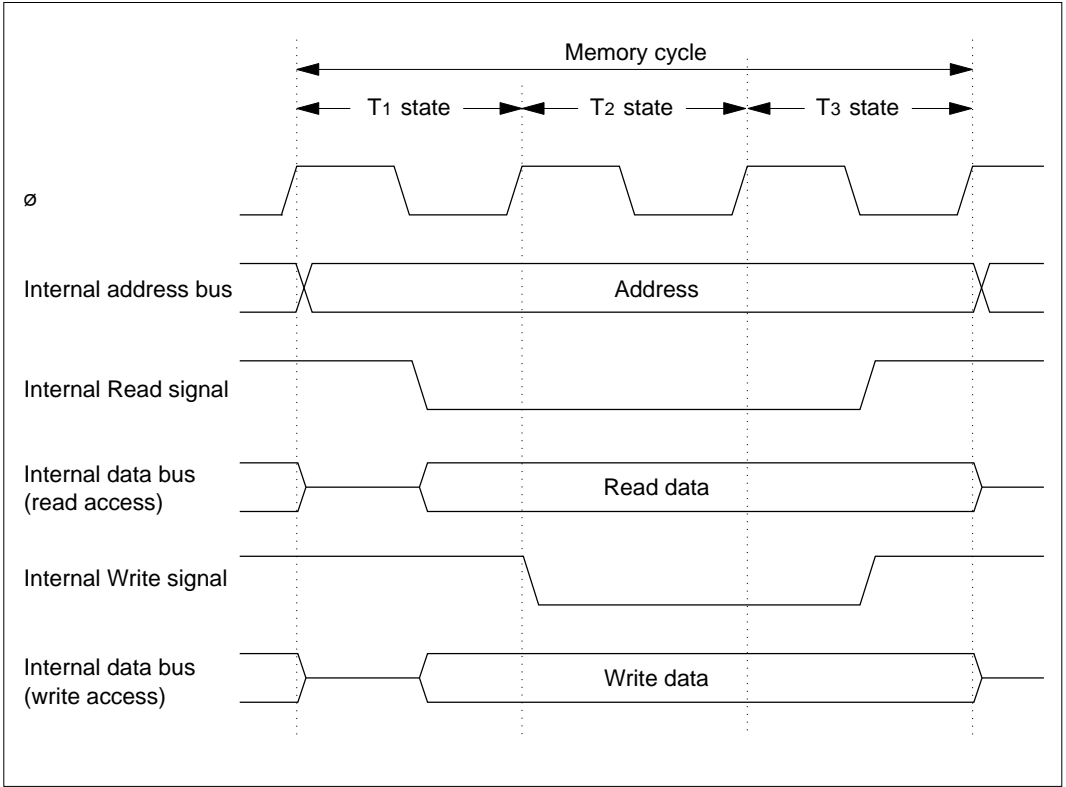 Memory cycle
T1 state
T2 state
T3 state
ø
Internal address bus
Address
Internal Read signal
Internal data bus
(read access)
Read data
Internal Write signal
Internal data bus
(write access)
Write data